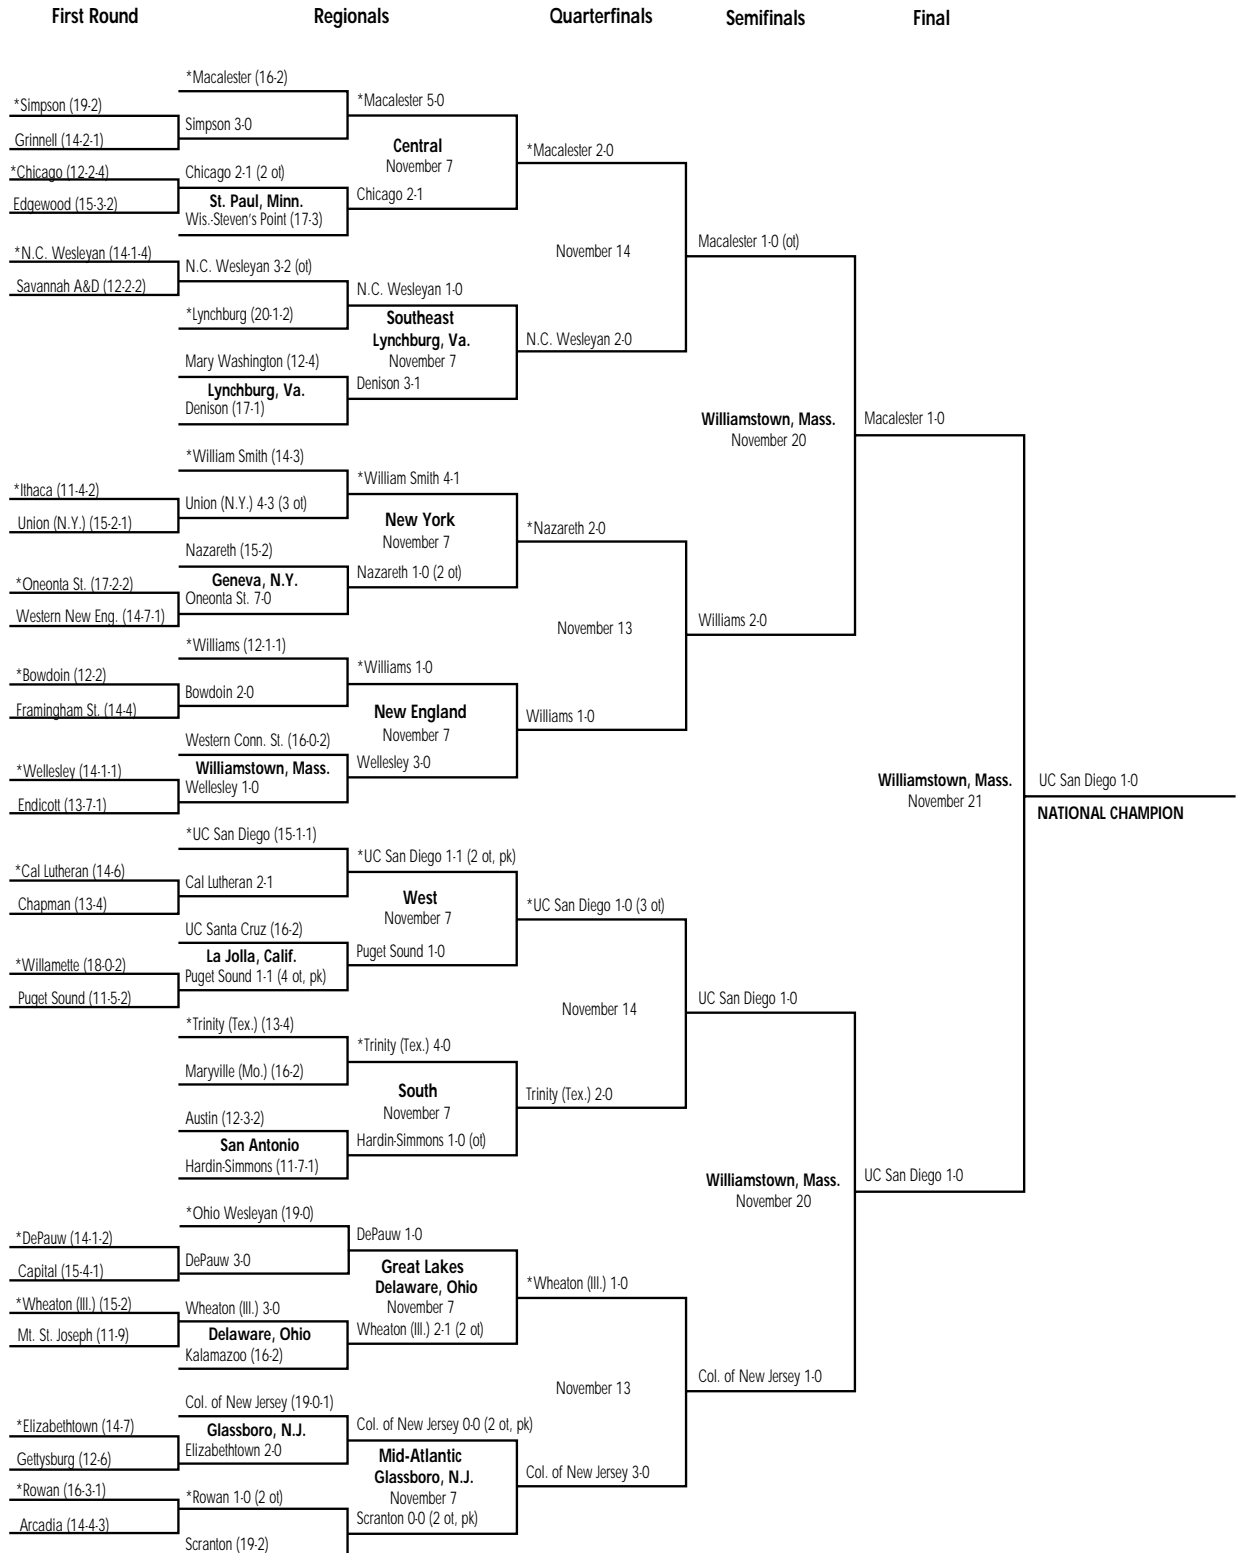 First Round
Regionals
Quarterfinals
Semifinals
Final
*Macalester (16-2)
*Simpson (19-2)
Grinnell (14-2-1)
Simpson 3-0
*Macalester 5-0
Central
November 7
*Chicago (12-2-4)
Edgewood (15-3-2)
Chicago 2-1 (2 ot)
St. Paul, Minn.
Wis.-Steven's Point (17-3)
Chicago 2-1
*Macalester 2-0
*N.C. Wesleyan (14-1-4)
Savannah A&D (12-2-2)
N.C. Wesleyan 3-2 (ot)
*Lynchburg (20-1-2)
N.C. Wesleyan 1-0
Southeast
Lynchburg, Va.
November 7
Mary Washington (12-4)
Lynchburg, Va.
Denison (17-1)
Denison 3-1
N.C. Wesleyan 2-0
November 14
Macalester 1-0 (ot)
*William Smith (14-3)
*Ithaca (11-4-2)
Union (N.Y.) (15-2-1)
Union (N.Y.) 4-3 (3 ot)
*William Smith 4-1
New York
November 7
Nazareth (15-2)
Geneva, N.Y.
*Oneonta St. (17-2-2)
Western New Eng. (14-7-1)
Oneonta St. 7-0
Nazareth 1-0 (2 ot)
*Nazareth 2-0
*Williams (12-1-1)
*Bowdoin (12-2)
Framingham St. (14-4)
Bowdoin 2-0
*Williams 1-0
New England
November 7
Western Conn. St. (16-0-2)
Williamstown, Mass.
*Wellesley (14-1-1)
Endicott (13-7-1)
Wellesley 1-0
Wellesley 3-0
Williams 1-0
November 13
Williams 2-0
Williamstown, Mass.
November 20
Macalester 1-0
*UC San Diego (15-1-1)
*Cal Lutheran (14-6)
Chapman (13-4)
Cal Lutheran 2-1
*UC San Diego 1-1 (2 ot, pk)
West
November 7
UC Santa Cruz (16-2)
La Jolla, Calif.
*Willamette (18-0-2)
Puget Sound (11-5-2)
Puget Sound 1-1 (4 ot, pk)
Puget Sound 1-0
*UC San Diego 1-0 (3 ot)
*Trinity (Tex.) (13-4)
Maryville (Mo.) (16-2)
*Trinity (Tex.) 4-0
South
November 7
Austin (12-3-2)
San Antonio
Hardin-Simmons (11-7-1)
Hardin-Simmons 1-0 (ot)
Trinity (Tex.) 2-0
November 14
UC San Diego 1-0
*Ohio Wesleyan (19-0)
*DePauw (14-1-2)
Capital (15-4-1)
DePauw 3-0
DePauw 1-0
Great Lakes
Delaware, Ohio
November 7
*Wheaton (Ill.) (15-2)
Mt. St. Joseph (11-9)
Wheaton (Ill.) 3-0
Delaware, Ohio
Kalamazoo (16-2)
Wheaton (Ill.) 2-1 (2 ot)
*Wheaton (Ill.) 1-0
Col. of New Jersey (19-0-1)
Glassboro, N.J.
*Elizabethtown (14-7)
Gettysburg (12-6)
Elizabethtown 2-0
Col. of New Jersey 0-0 (2 ot, pk)
Mid-Atlantic
Glassboro, N.J.
November 7
*Rowan (16-3-1)
Arcadia (14-4-3)
*Rowan 1-0 (2 ot)
Scranton (19-2)
Scranton 0-0 (2 ot, pk)
Col. of New Jersey 3-0
November 13
Col. of New Jersey 1-0
Williamstown, Mass.
November 20
UC San Diego 1-0
Williamstown, Mass.
November 21
UC San Diego 1-0
NATIONAL CHAMPION